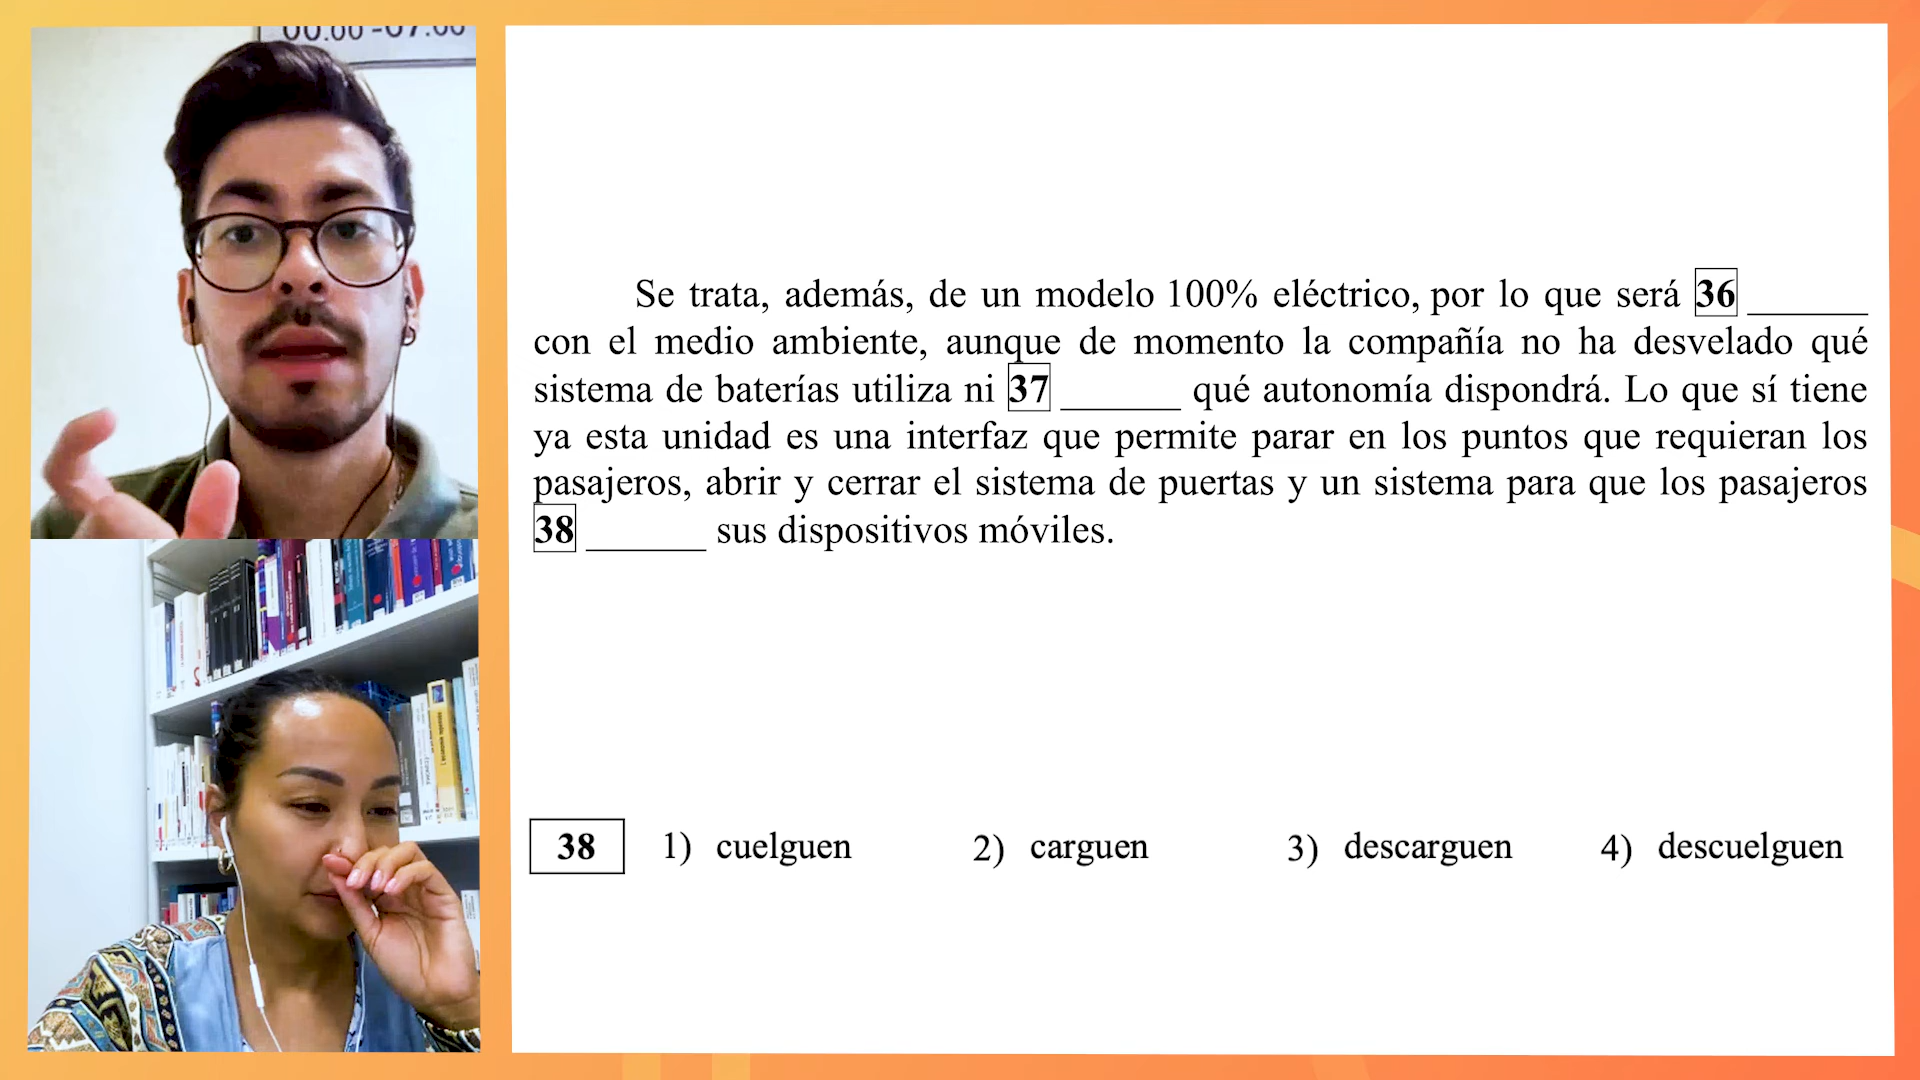 Se trata, además, de un modelo 100% eléctrico, por lo que será 36 ______
con el medio ambiente, aunque de momento la compañía no ha desvelado qué
sistema de baterías utiliza ni 37 ______ qué autonomía dispondrá. Lo que sí tiene
ya esta unidad es una interfaz que permite parar en los puntos que requieran los
pasajeros, abrir y cerrar el sistema de puertas y un sistema para que los pasajeros
38 ______ sus dispositivos móviles.
38 1) cuelguen 2) carguen 3) descarguen 4) descuelguen